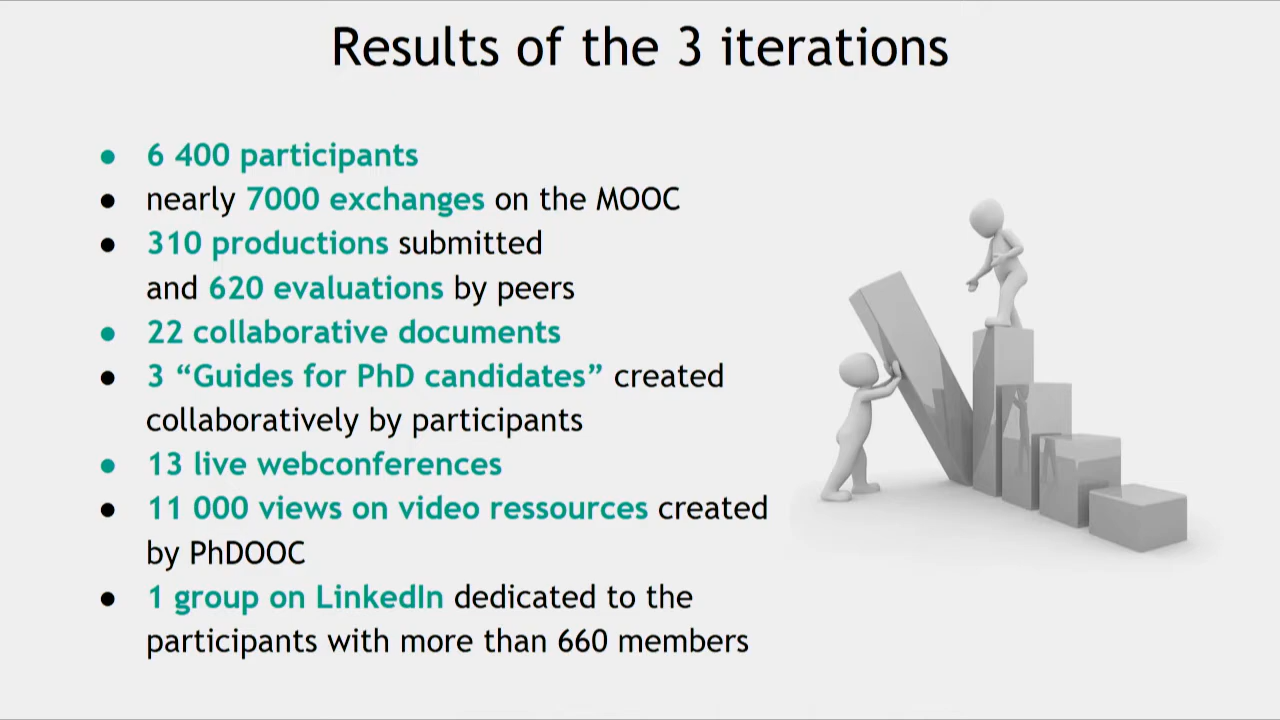 Results of the 3 iterations
● 6 400 participants
● nearly 7000 exchanges on the MOOC
● 310 productions submitted
and 620 evaluations by peers
● 22 collaborative documents
● 3 “Guides for PhD candidates” created
collaboratively by participants
● 13 live webconferences
● 11 000 views on video ressources created
by PhDOOC
● 1 group on LinkedIn dedicated to the
participants with more than 660 members